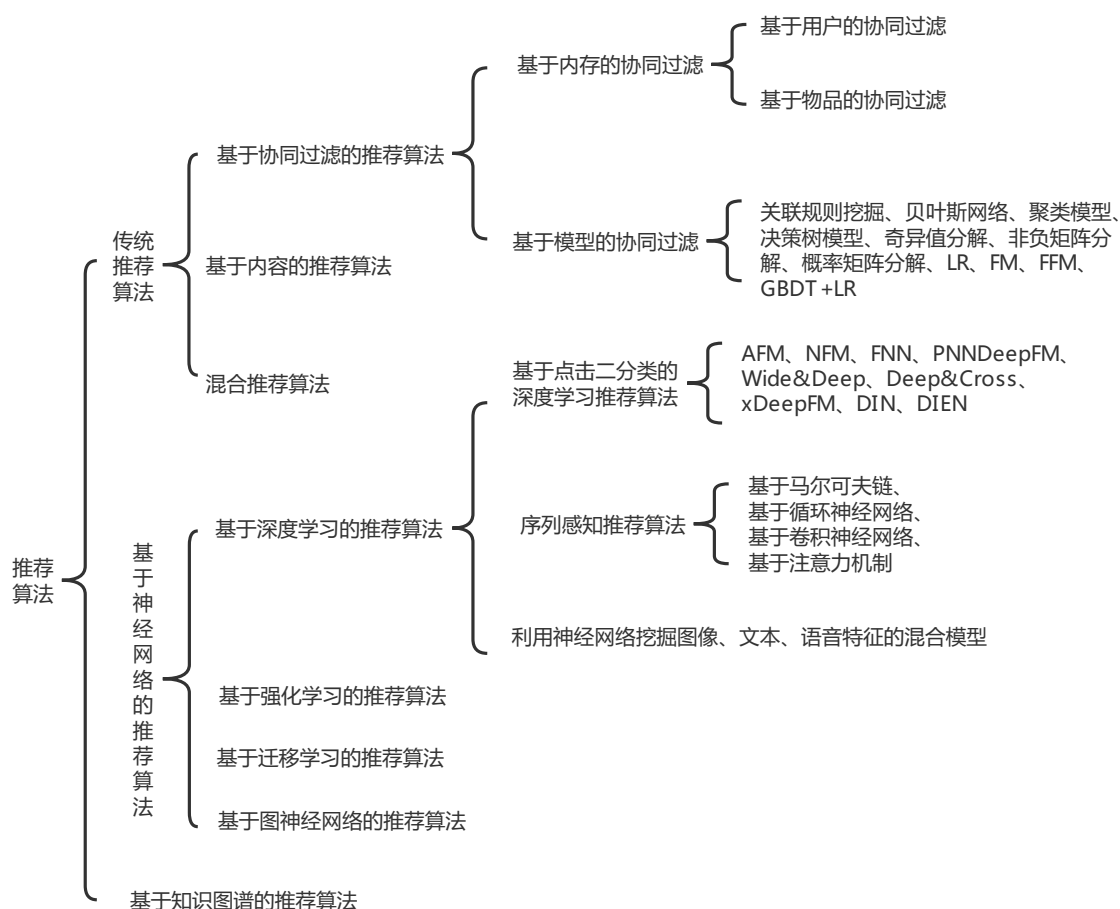 推荐
算法
传统
推荐
算法
基于协同过滤的推荐算法
基于内存的协同过滤
基于用户的协同过滤
基于物品的协同过滤
基于模型的协同过滤
关联规则挖掘、贝叶斯网络、聚类模型、
决策树模型、奇异值分解、非负矩阵分
解、概率矩阵分解、LR、FM、FFM、
GBDT +LR
基于内容的推荐算法
混合推荐算法
基于神经网络的推荐算法
基于深度学习的推荐算法
基于点击二分类的
深度学习推荐算法
AFM、NFM、FNN、PNNDeepFM、
Wide&Deep、Deep&Cross、
xDeepFM、DIN、DIEN
序列感知推荐算法
基于马尔可夫链、
基于循环神经网络、
基于卷积神经网络、
基于注意力机制
利用神经网络挖掘图像、文本、语音特征的混合模型
基于强化学习的推荐算法
基于迁移学习的推荐算法
基于图神经网络的推荐算法
基于知识图谱的推荐算法